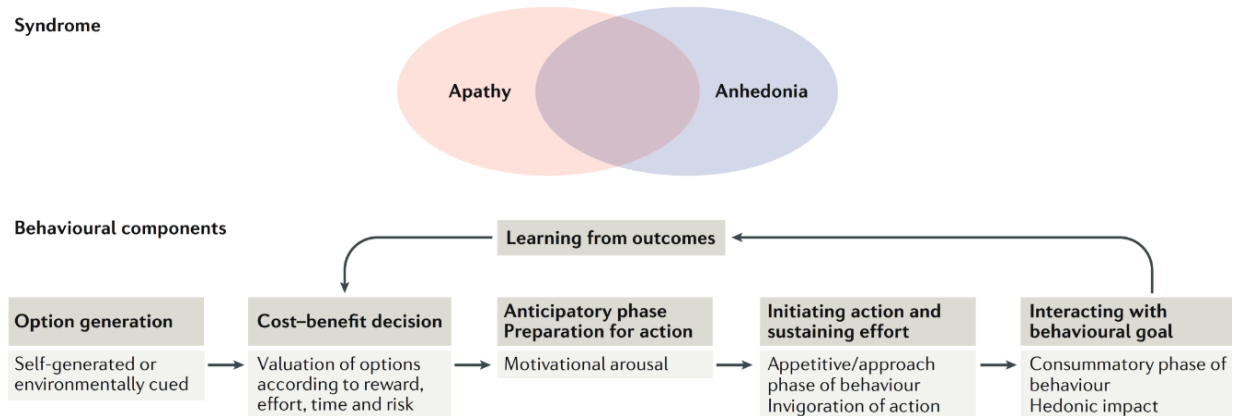 Syndrome
Apathy
Anhedonia
Behavioural components
Learning from outcomes
Option generation
Self-generated or
environmentally cued
Cost–benefit decision
Valuation of options
according to reward,
effort, time and risk
Anticipatory phase
Preparation for action
Motivational arousal
Initiating action and
sustaining effort
Appetitive/approach
phase of behaviour
Invigoration of action
Interacting with
behavioural goal
Consummatory phase of
behaviour
Hedonic impact